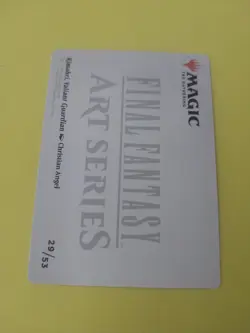 MAGIC
THE GATHERING
FINAL FANTASY
ART SERIES
Kimahri, Valiant Guardian Christian Angel
29/53